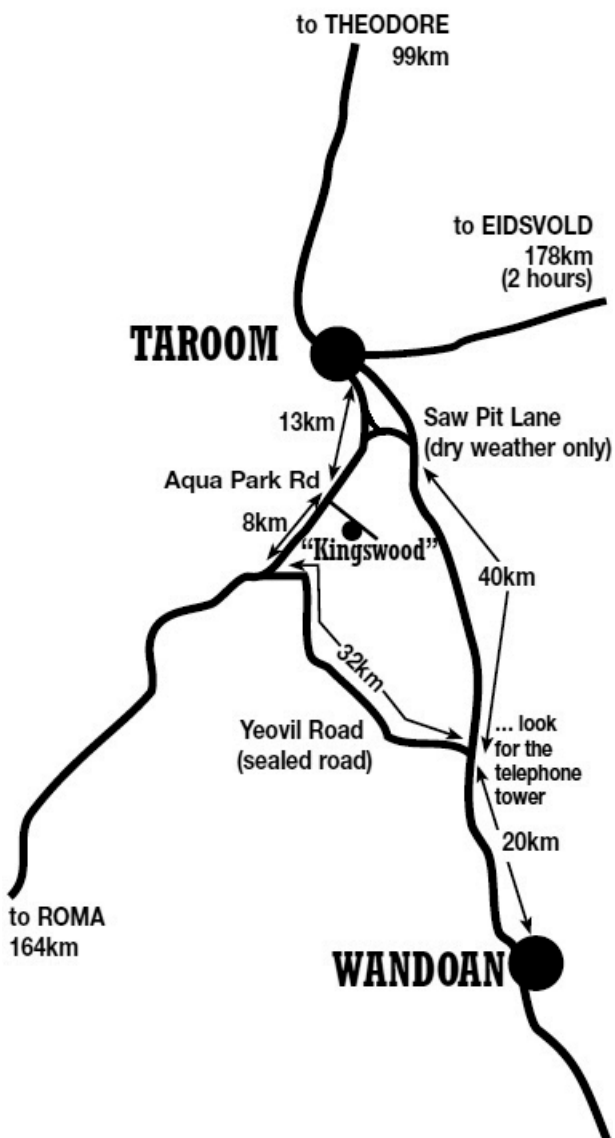 to THEODORE
99km
to EIDSVOLD
178km
(2 hours)
TAROOM
13km
Saw Pit Lane
(dry weather only)
Aqua Park Rd
8km
“Kingswood”
40km
32km
Yeovil Road
(sealed road)
... look
for the
telephone
tower
20km
to ROMA
164km
WANDOAN